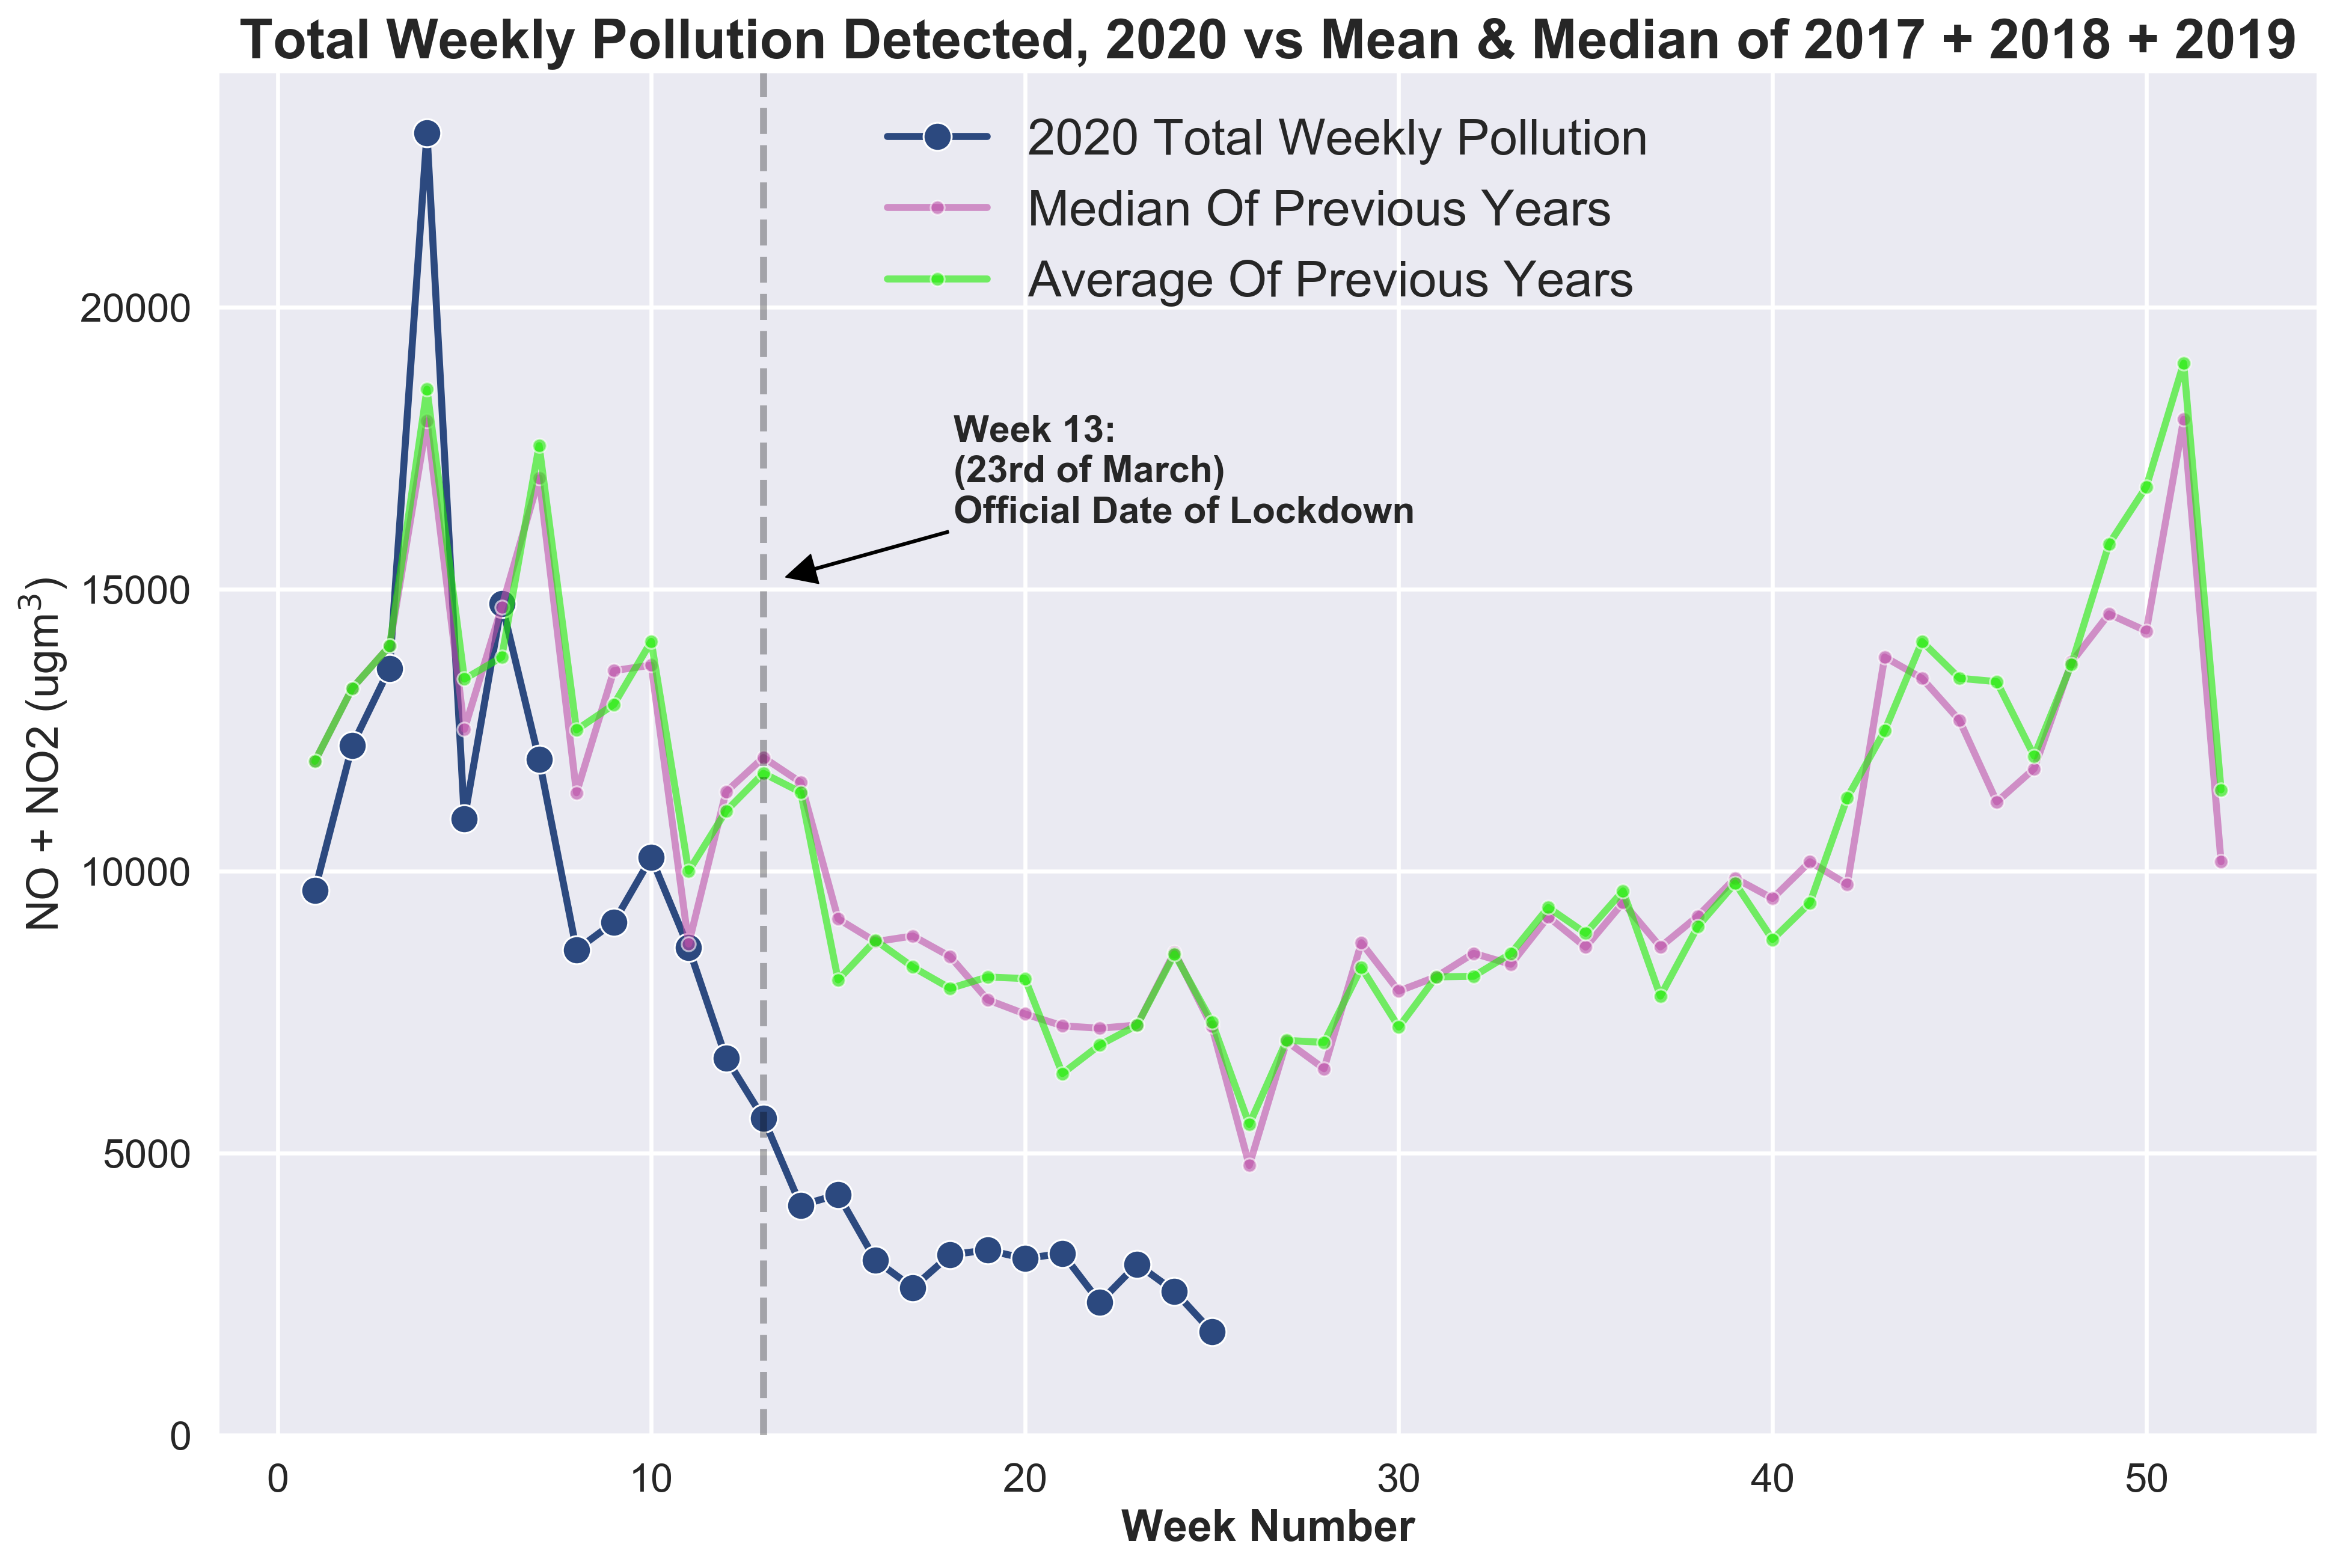 Total Weekly Pollution Detected, 2020 vs Mean & Median of 2017 + 2018 + 2019
2020 Total Weekly Pollution
Median Of Previous Years
Average Of Previous Years
Week 13:
(23rd of March)
Official Date of Lockdown
NO + NO2 (ugm³)
20000
15000
10000
5000
0
0 10 20 30 40 50
Week Number